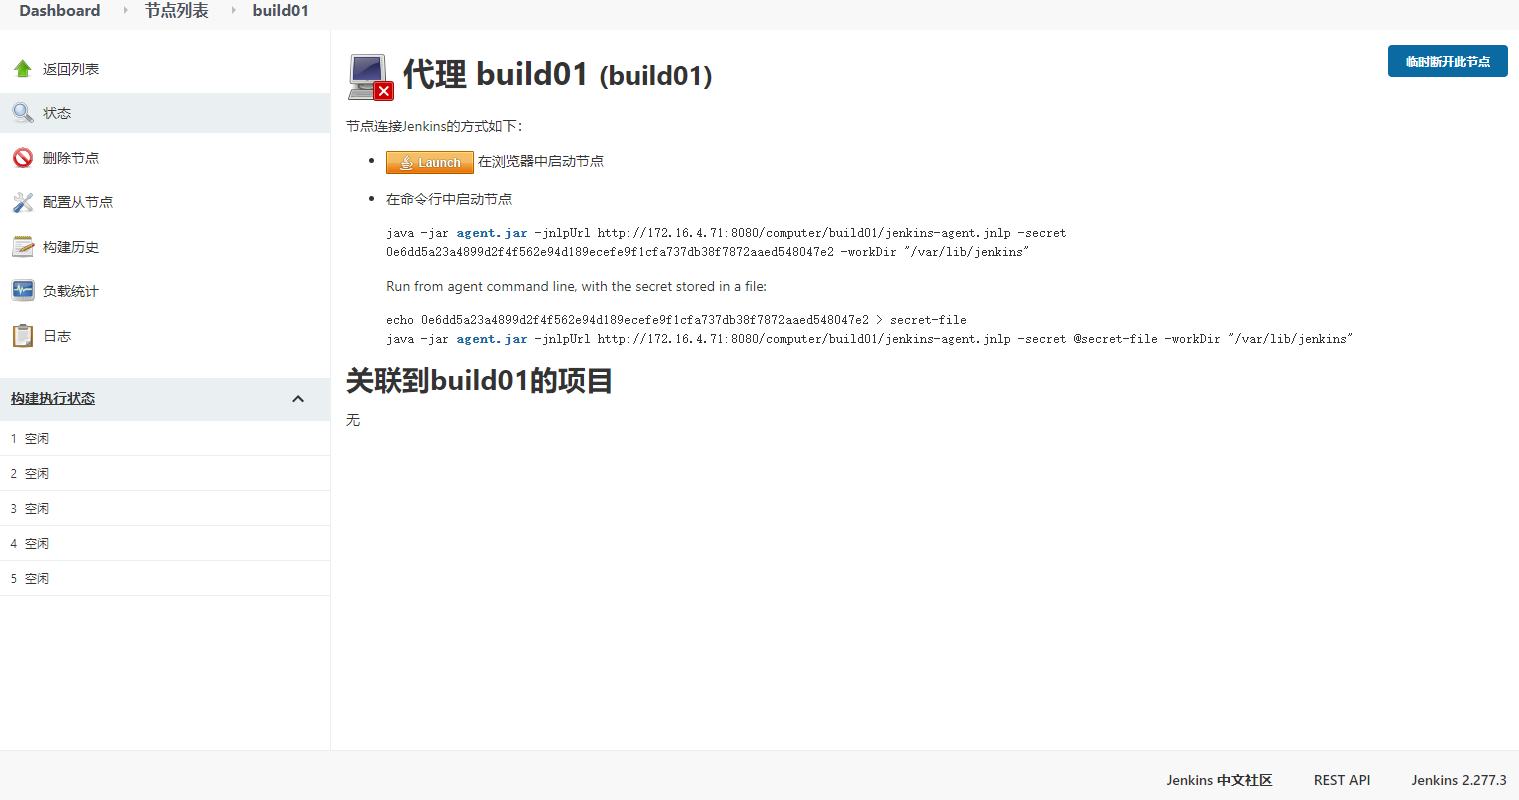 Dashboard 节点列表 build01
返回列表
状态
删除节点
配置从节点
构建历史
负载统计
日志
构建执行状态
1 空闲
2 空闲
3 空闲
4 空闲
5 空闲
代理 build01 (build01)
临时断开此节点
节点连接Jenkins的方式如下:
Launch 在浏览器中启动节点
在命令行中启动节点
java -jar agent.jar -jnlpUrl http://172.16.4.71:8080/computer/build01/jenkins-agent.jnlp -secret
0e6dd5a23a4899d2f4f562e94d189ecefe9f1cfa737db38f7872aaed548047e2 -workDir "/var/lib/jenkins"
Run from agent command line, with the secret stored in a file:
echo 0e6dd5a23a4899d2f4f562e94d189ecefe9f1cfa737db38f7872aaed548047e2 > secret-file
java -jar agent.jar -jnlpUrl http://172.16.4.71:8080/computer/build01/jenkins-agent.jnlp -secret @secret-file -workDir "/var/lib/jenkins"
关联到build01的项目
无
Jenkins 中文社区 REST API Jenkins 2.277.3